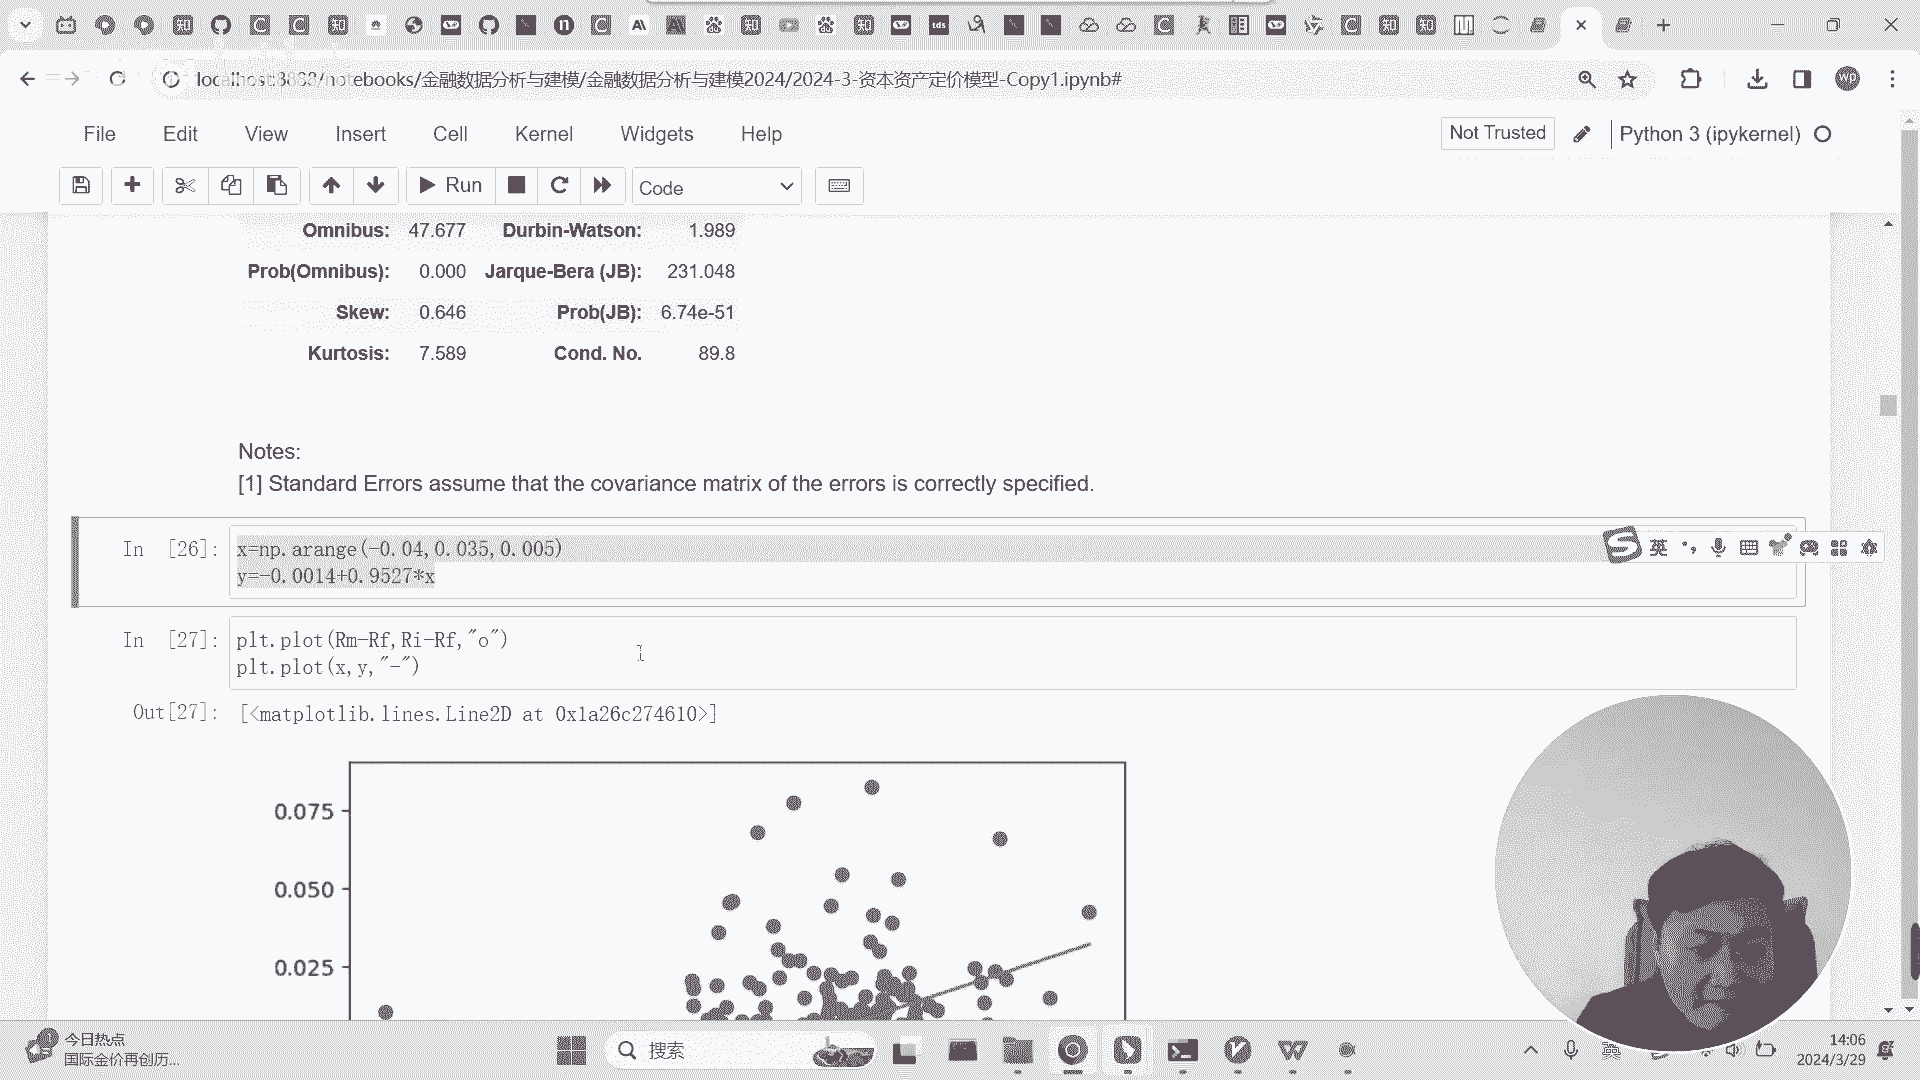 localhost:8888/notebooks/金融数据分析与建模/金融数据分析与建模2024/2024-3-资本资产定价模型-Copy1.ipynb#
File Edit View Insert Cell Kernel Widgets Help
Not Trusted
Python 3 (ipykernel)
Run
Code
Omnibus: 47.677 Durbin-Watson: 1.989
Prob(Omnibus): 0.000 Jarque-Bera (JB): 231.048
Skew: 0.646 Prob(JB): 6.74e-51
Kurtosis: 7.589 Cond. No. 89.8
Notes:
[1] Standard Errors assume that the covariance matrix of the errors is correctly specified.
In [26]: x=np.arange(-0.04,0.035,0.005)
y=-0.0014+0.9527*x
英
In [27]: plt.plot(Rm-Rf,Ri-Rf,"o")
plt.plot(x,y,"-")
Out[27]: [<matplotlib.lines.Line2D at 0x1a26c274610>]
0.075
0.050
0.025
今日热点
国际金价再创历...
搜索
英
14:06
2024/3/29